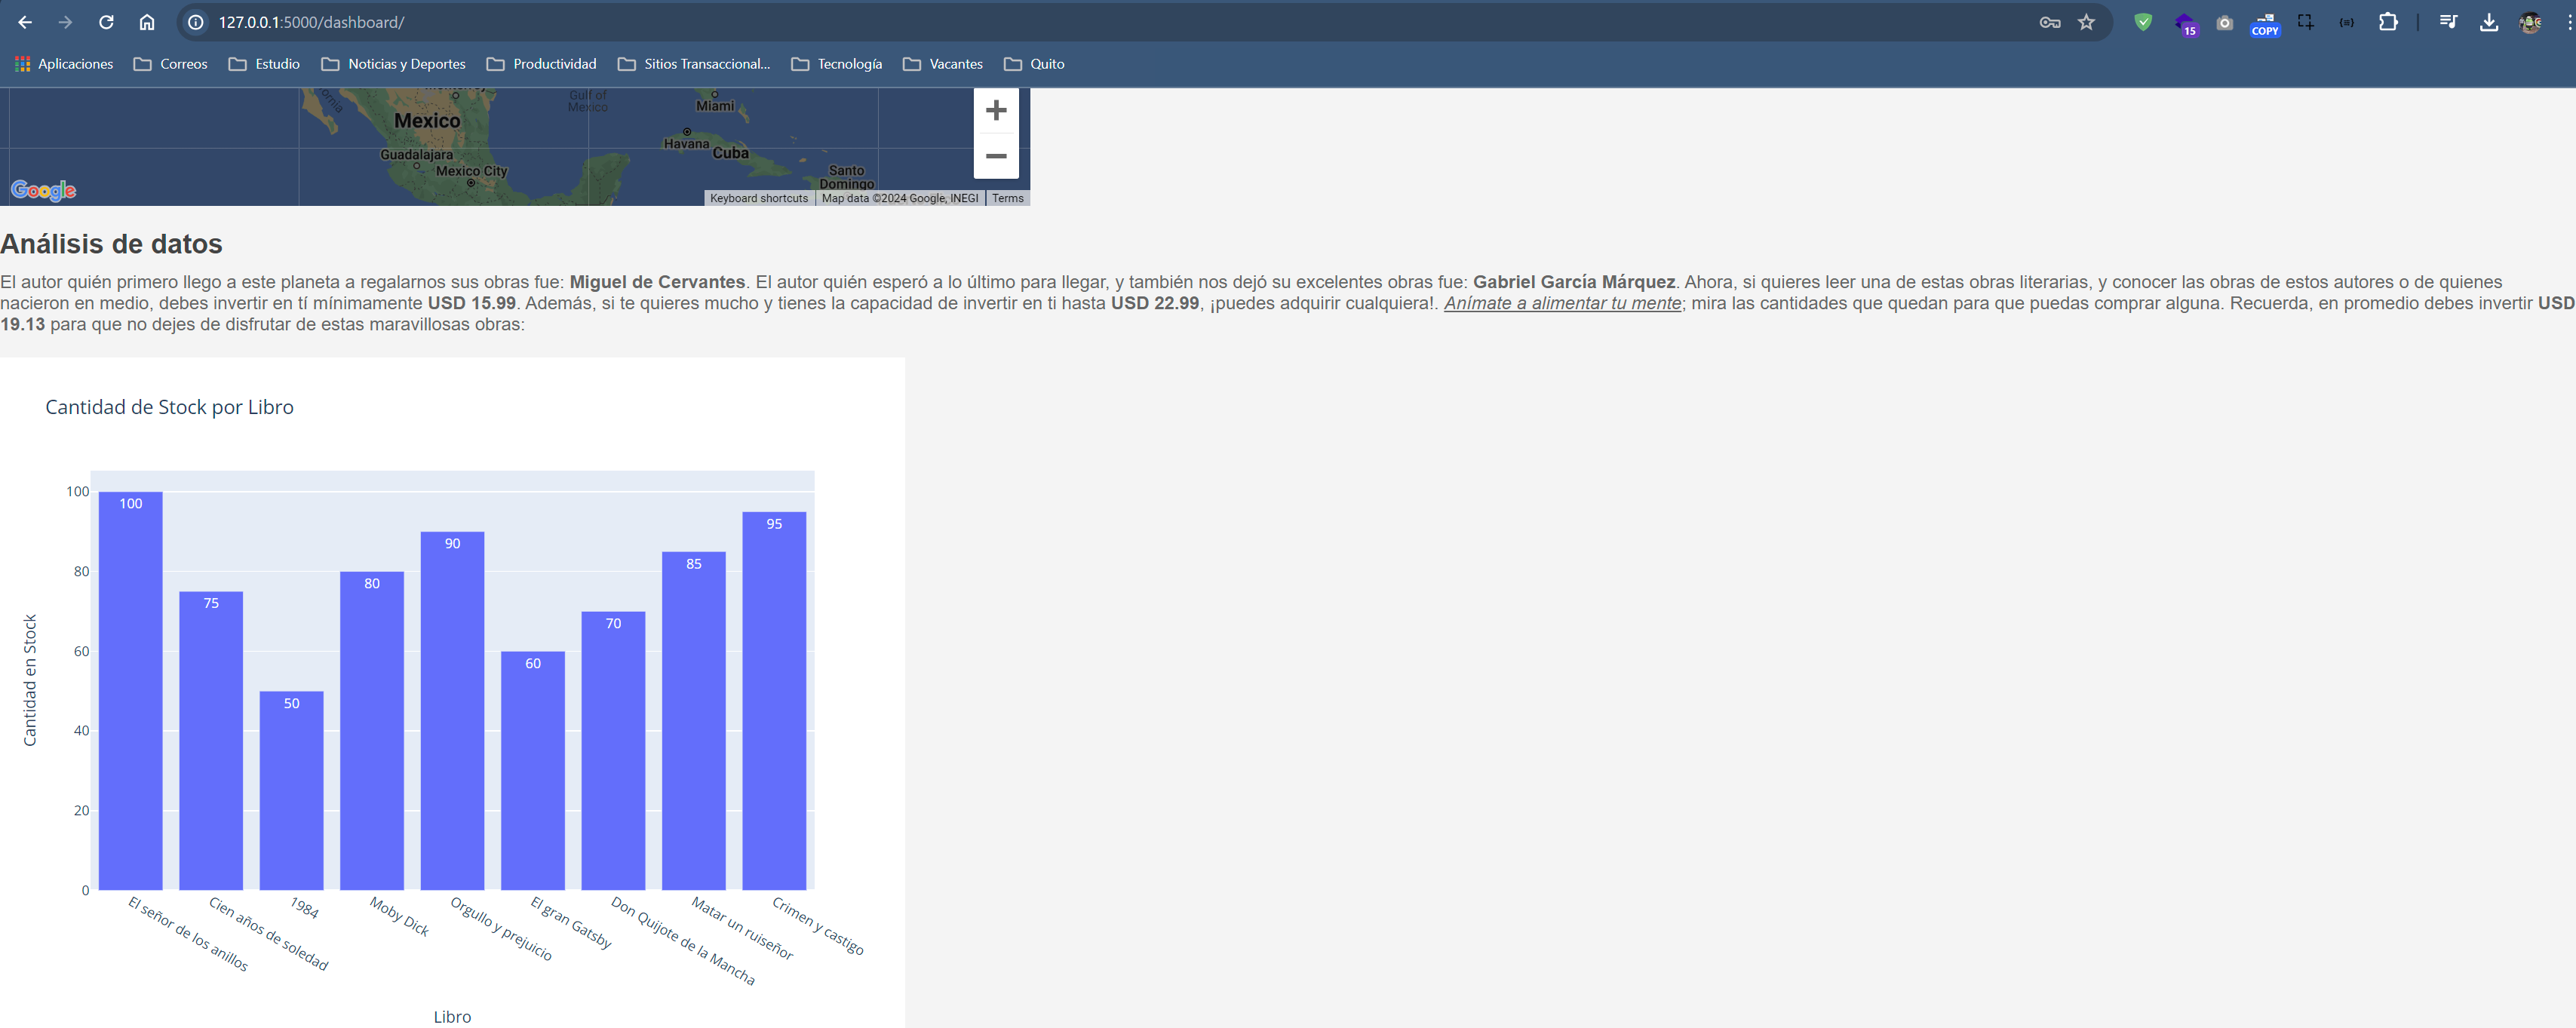 127.0.0.1:5000/dashboard/
15
COPY
Aplicaciones Correos Estudio Noticias y Deportes Productividad Sitios Transaccional... Tecnología Vacantes Quito
Gulf of
Mexico
Miami
Mexico
Havana
Cuba
Guadalajara
Mexico City
Santo
Domingo
Google
Keyboard shortcuts Map data ©2024 Google, INEGI Terms
Análisis de datos
El autor quién primero llego a este planeta a regalarnos sus obras fue: Miguel de Cervantes. El autor quién esperó a lo último para llegar, y también nos dejó su excelentes obras fue: Gabriel García Márquez. Ahora, si quieres leer una de estas obras literarias, y conocer las obras de estos autores o de quienes
nacieron en medio, debes invertir en tí mínimamente USD 15.99. Además, si te quieres mucho y tienes la capacidad de invertir en ti hasta USD 22.99, ¡puedes adquirir cualquiera!. Anímate a alimentar tu mente; mira las cantidades que quedan para que puedas comprar alguna. Recuerda, en promedio debes invertir USD
19.13 para que no dejes de disfrutar de estas maravillosas obras:
Cantidad de Stock por Libro
Cantidad en Stock
100
80
60
40
20
0
100
75
50
80
90
60
70
85
95
El señor de los anillos
Cien años de soledad
1984
Moby Dick
Orgullo y prejuicio
El gran Gatsby
Don Quijote de la Mancha
Matar un ruiseñor
Crimen y castigo
Libro